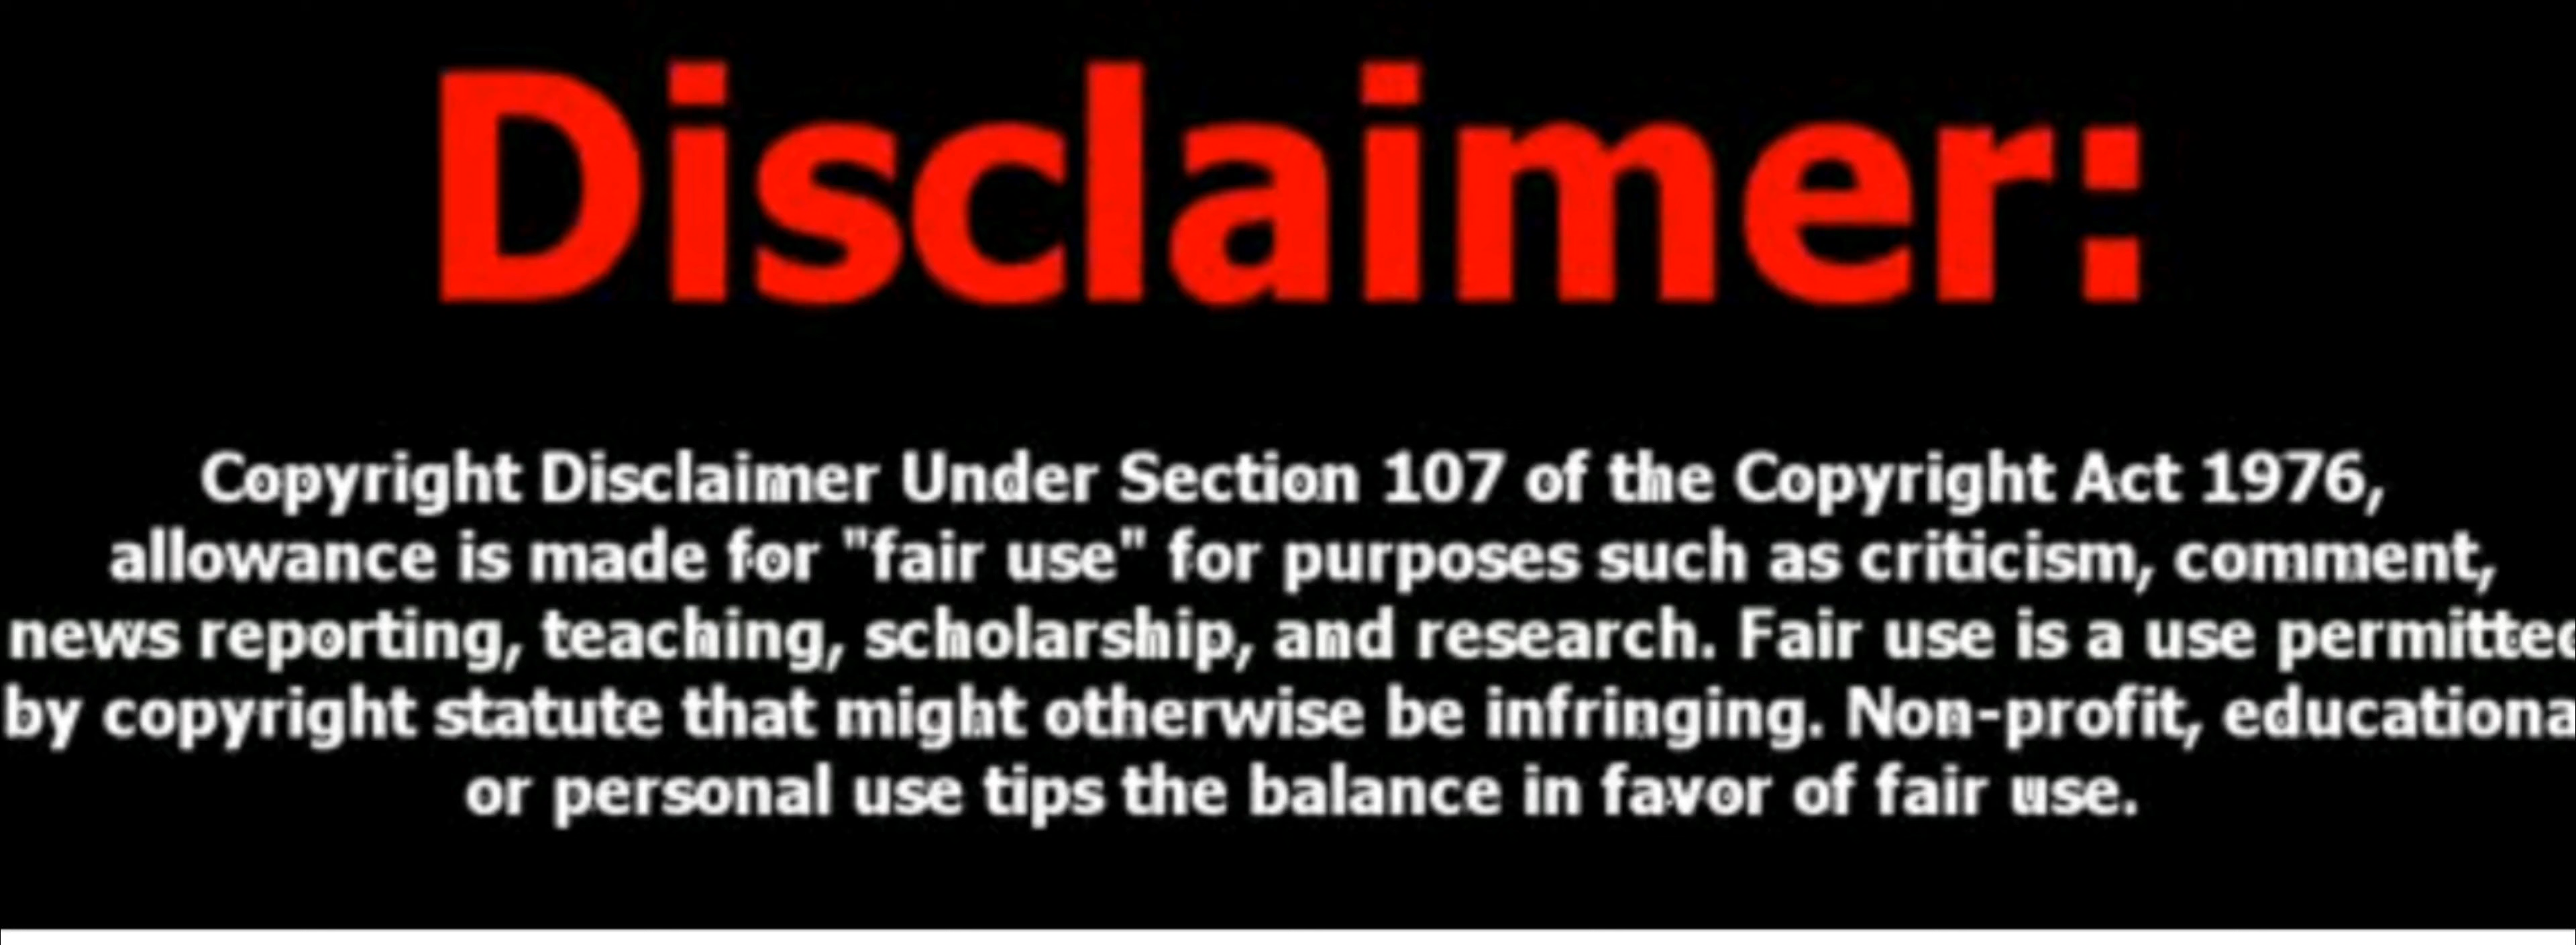 Disclaimer:
Copyright Disclaimer Under Section 107 of the Copyright Act 1976,
allowance is made for "fair use" for purposes such as criticism, comment,
news reporting, teaching, scholarship, and research. Fair use is a use permitted
by copyright statute that might otherwise be infringing. Non-profit, educationa
or personal use tips the balance in favor of fair use.